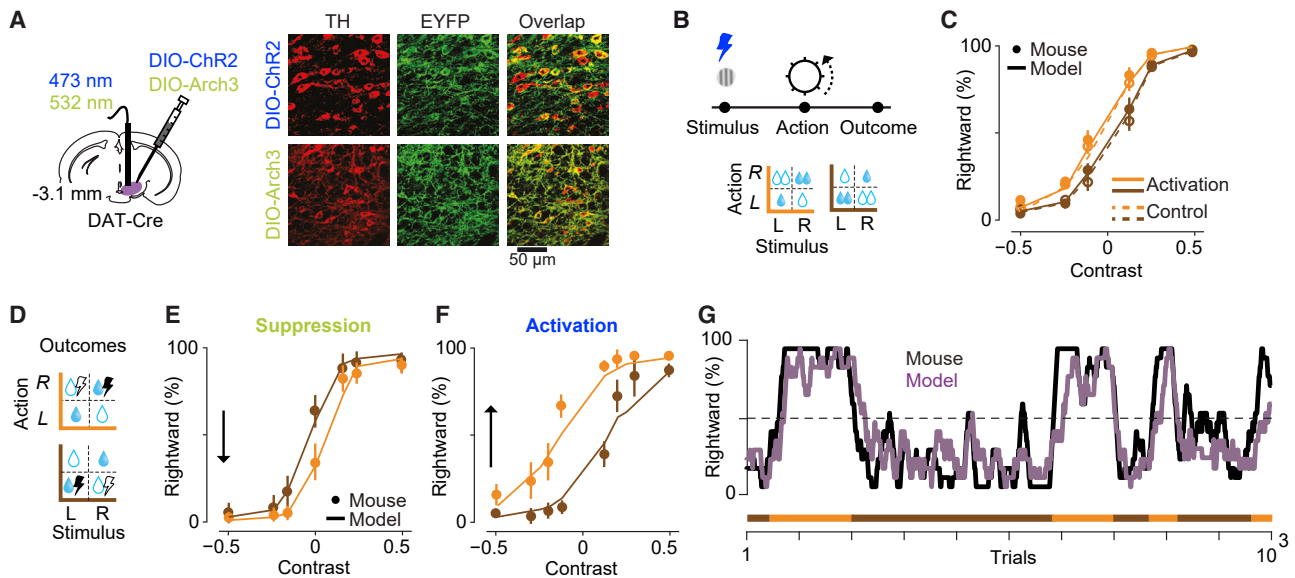 A
TH
EYFP
Overlap
DIO-ChR2
DIO-Arch3
473 nm
532 nm
-3.1 mm
DAT-Cre
DIO-ChR2
DIO-Arch3
50 µm
B
Stimulus
Action
Outcome
Action
R
L
L R
L R
Stimulus
C
100
Rightward (%)
0
Mouse
Model
Activation
Control
−0.5
0
0.5
Contrast
D
Outcomes
Action
R
L
L R
Stimulus
E
Suppression
100
Rightward (%)
0
Mouse
Model
−0.5
0
0.5
Contrast
F
Activation
100
Rightward (%)
0
−0.5
0
0.5
Contrast
G
100
Rightward (%)
0
Mouse
Model
1
Trials
10³